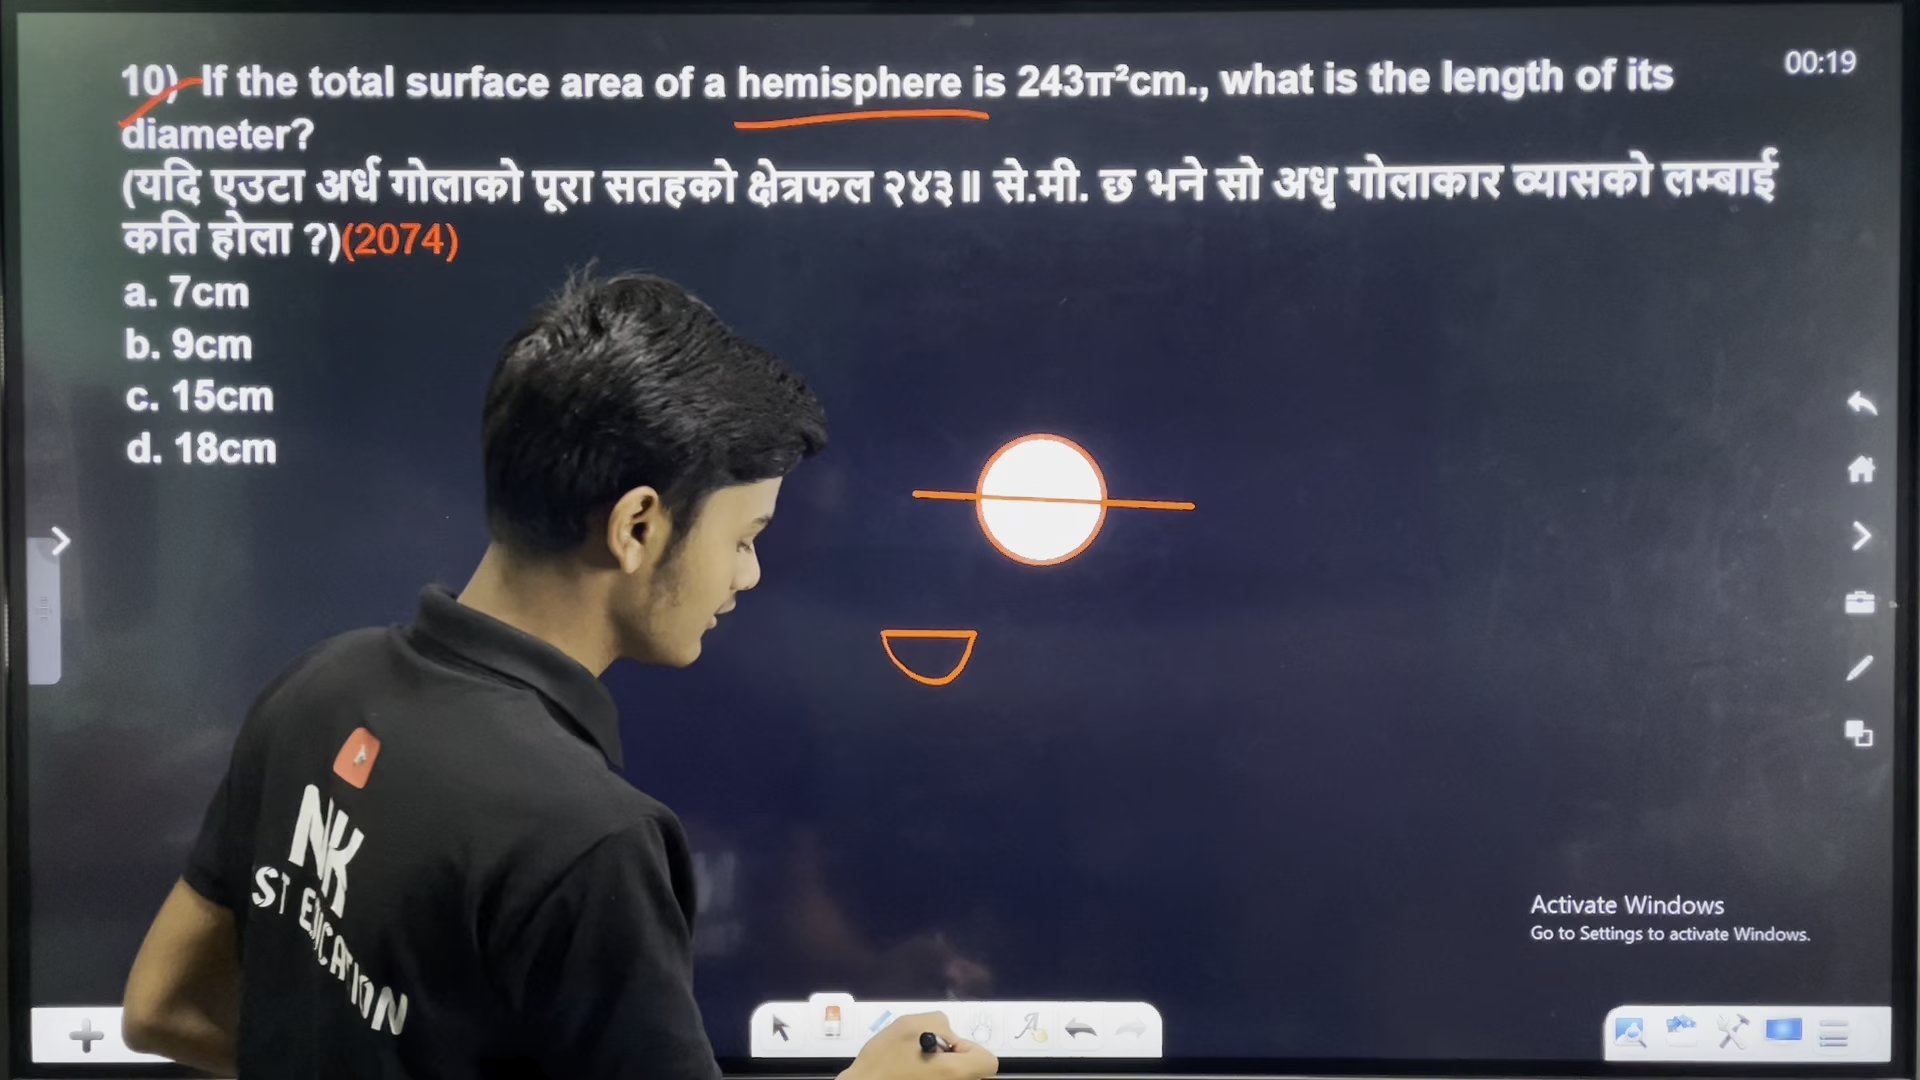 00:19
10) If the total surface area of a hemisphere is 243π²cm., what is the length of its
diameter?
(यदि एउटा अर्ध गोलाको पूरा सतहको क्षेत्रफल २४३॥ से.मी. छ भने सो अधृ गोलाकार व्यासको लम्बाई
कति होला ?)(2074)
a. 7cm
b. 9cm
c. 15cm
d. 18cm
NK
ST EDUCATION
Activate Windows
Go to Settings to activate Windows.